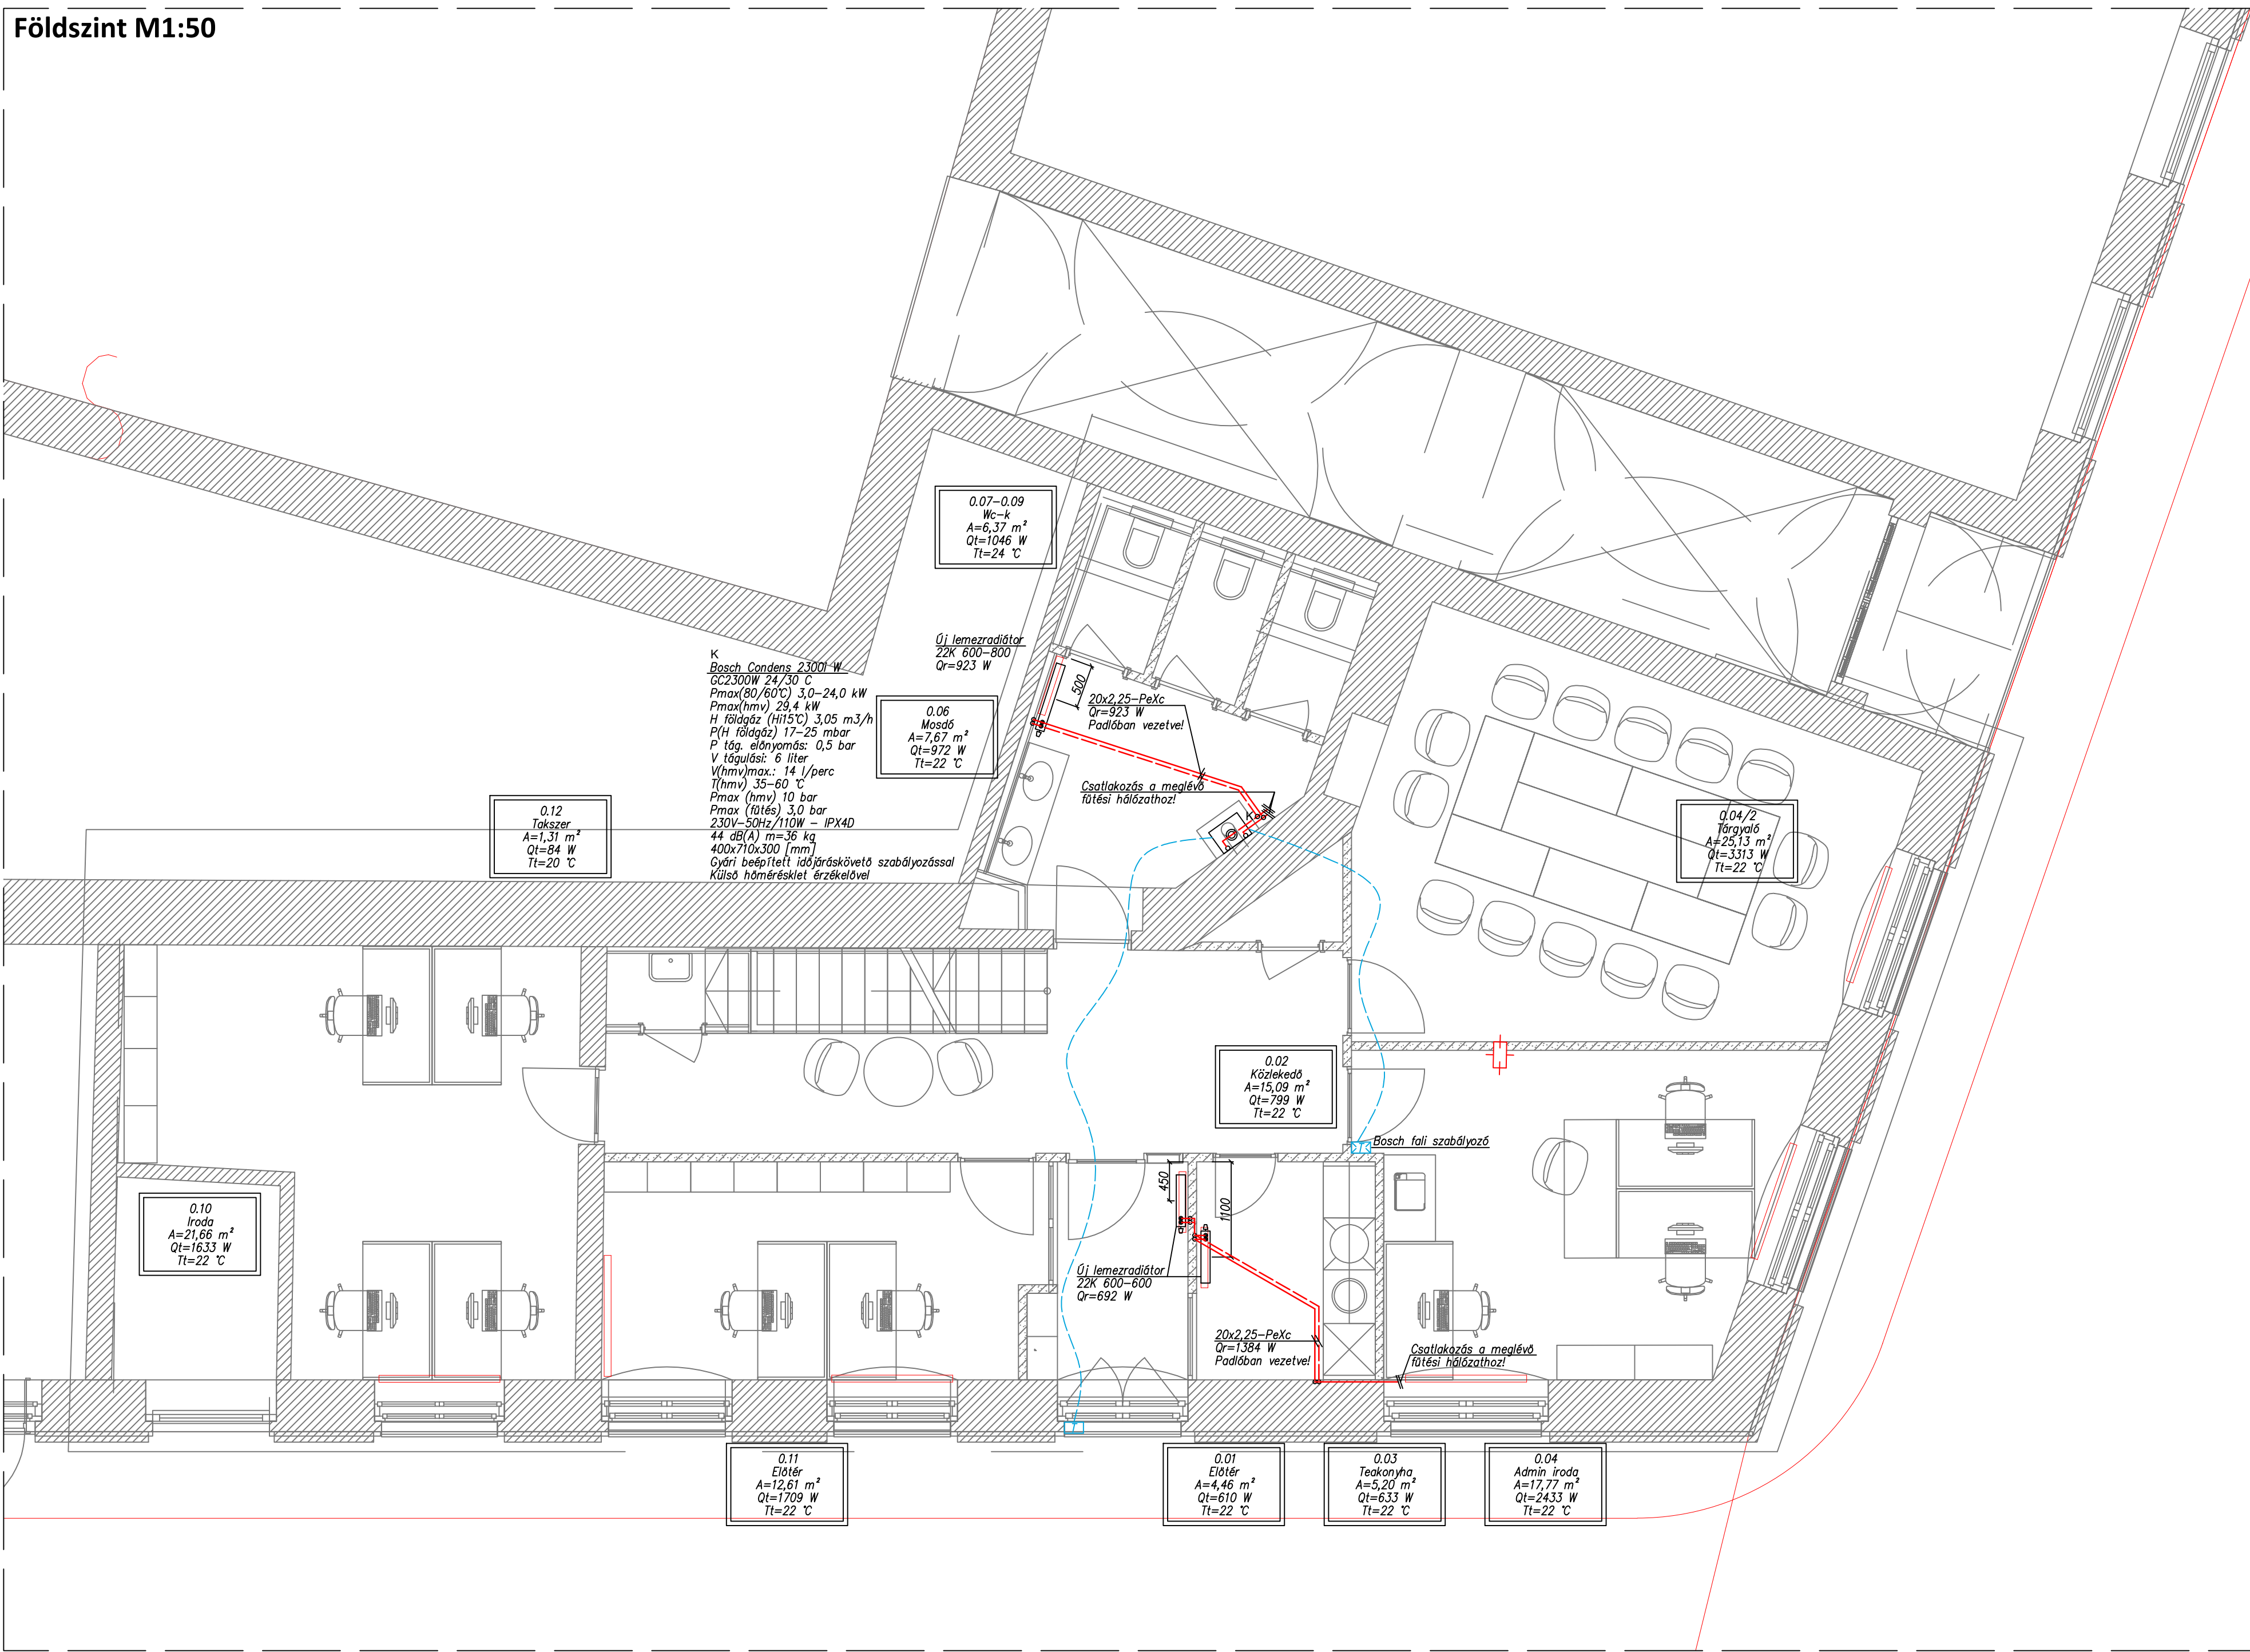 Földszint M1:50
0.07-0.09
Wc-k
A=6,37 m²
Qt=1046 W
Tt=24 °C
Új lemezradiátor
22K 600-800
Qr=923 W
K
Bosch Condens 2300i W
GC2300W 24/30 C
Pmax(80/60°C) 3,0-24,0 kW
Pmax(hmv) 29,4 kW
H földgáz (Hi15°C) 3,05 m3/h
P(H földgáz) 17-25 mbar
P tág. előnyomás: 0,5 bar
V tágulási: 6 liter
V(hmv)max.: 14 l/perc
T(hmv) 35-60 °C
Pmax (hmv) 10 bar
Pmax (fűtés) 3,0 bar
230V-50Hz/110W - IPX4D
44 dB(A) m=36 kg
400x710x300 [mm]
Gyári beépített időjáráskövető szabályozással
Külső hőmérséklet érzékelővel
0.06
Mosdó
A=7,67 m²
Qt=972 W
Tt=22 °C
500
20x2,25-PeXc
Qr=923 W
Padlóban vezetve!
Csatlakozás a meglévő
fűtési hálózathoz!
K
0.12
Takszer
A=1,31 m²
Qt=84 W
Tt=20 °C
0.04/2
Tárgyaló
A=25,13 m²
Qt=3313 W
Tt=22 °C
0.02
Közlekedő
A=15,09 m²
Qt=799 W
Tt=22 °C
T
Bosch fali szabályozó
450
1100
0.10
Iroda
A=21,66 m²
Qt=1633 W
Tt=22 °C
Új lemezradiátor
22K 600-600
Qr=692 W
20x2,25-PeXc
Qr=1384 W
Padlóban vezetve!
Csatlakozás a meglévő
fűtési hálózathoz!
0.11
Előtér
A=12,61 m²
Qt=1709 W
Tt=22 °C
0.01
Előtér
A=4,46 m²
Qt=610 W
Tt=22 °C
0.03
Teakonyha
A=5,20 m²
Qt=633 W
Tt=22 °C
0.04
Admin iroda
A=17,77 m²
Qt=2433 W
Tt=22 °C